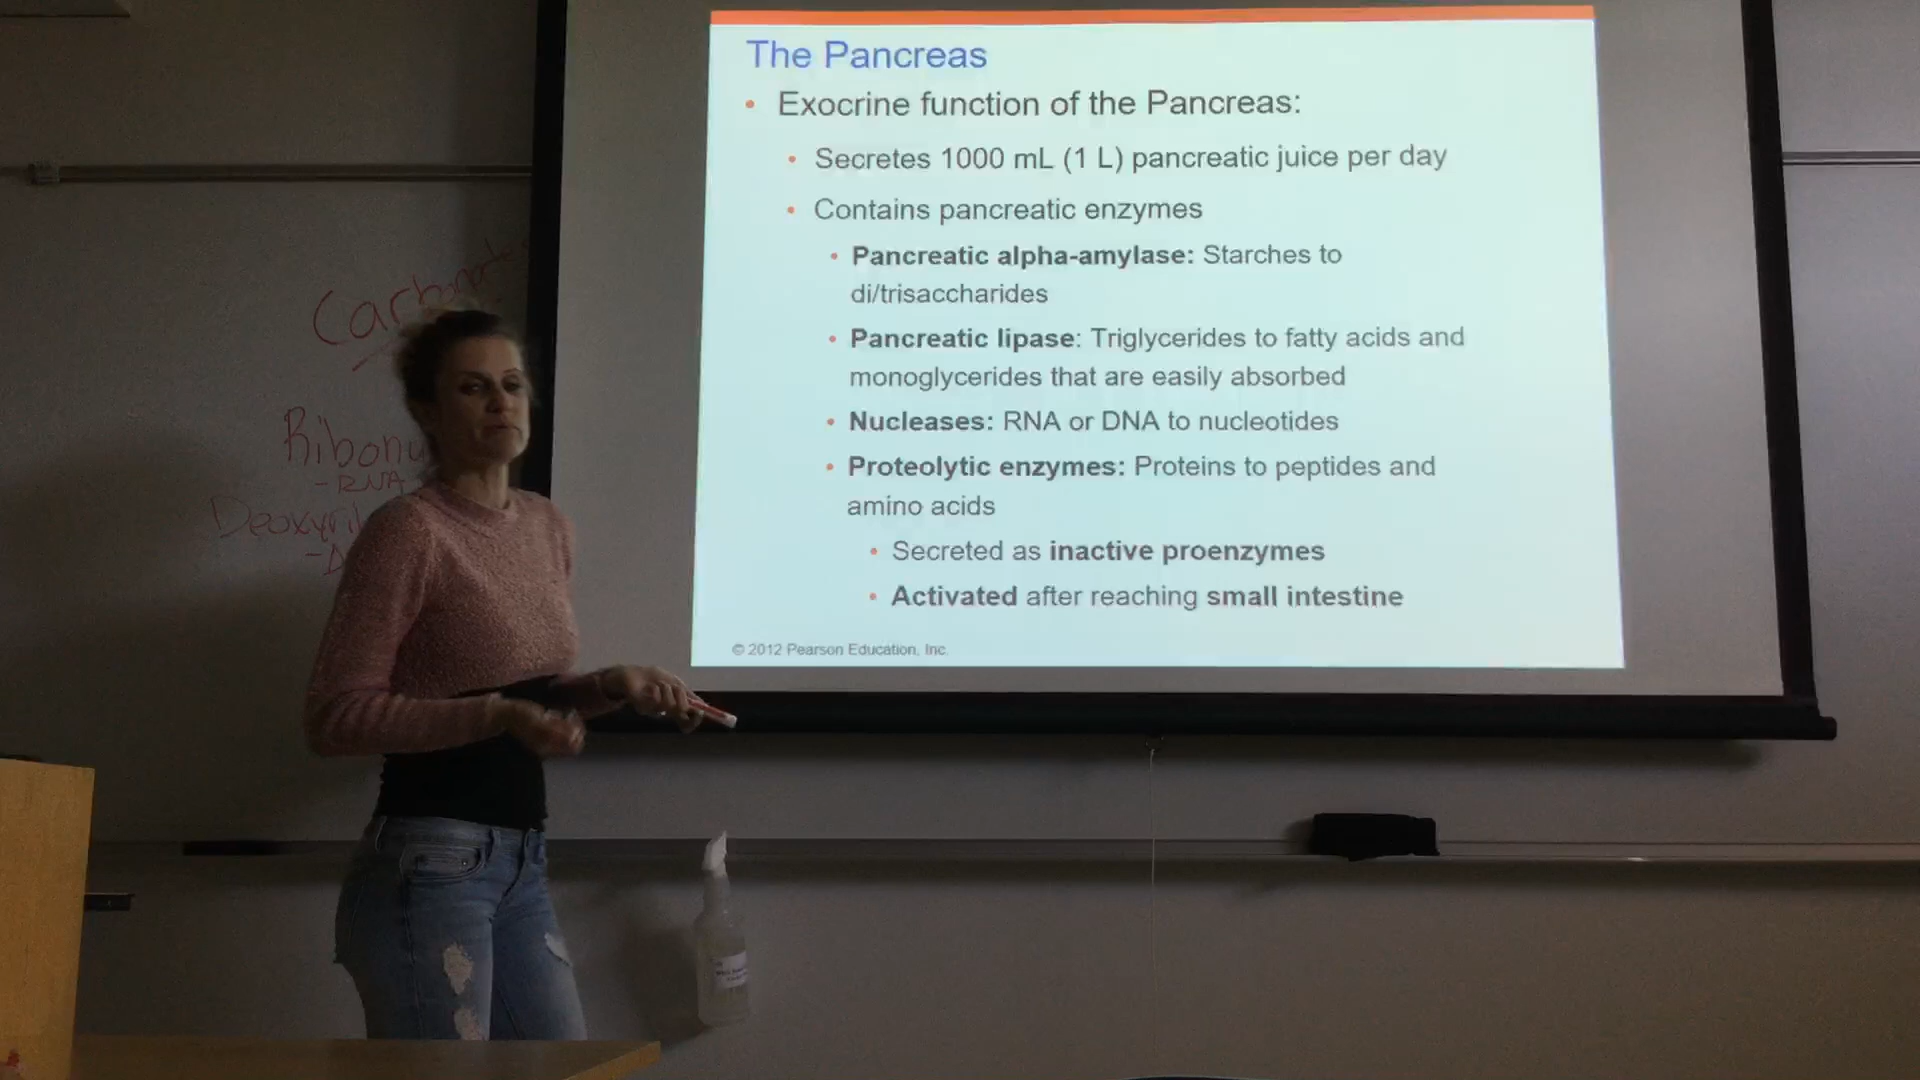 The Pancreas
• Exocrine function of the Pancreas:
• Secretes 1000 mL (1 L) pancreatic juice per day
• Contains pancreatic enzymes
• Pancreatic alpha-amylase: Starches to
di/trisaccharides
• Pancreatic lipase: Triglycerides to fatty acids and
monoglycerides that are easily absorbed
• Nucleases: RNA or DNA to nucleotides
• Proteolytic enzymes: Proteins to peptides and
amino acids
• Secreted as inactive proenzymes
• Activated after reaching small intestine
© 2012 Pearson Education, Inc.
Ribonu
- RNA
Deoxyri